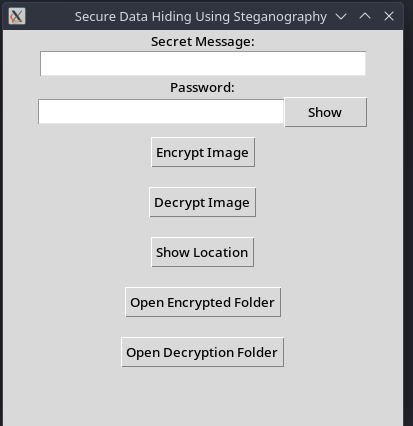 Secure Data Hiding Using Steganography
Secret Message:
Password:
Show
Encrypt Image
Decrypt Image
Show Location
Open Encrypted Folder
Open Decryption Folder